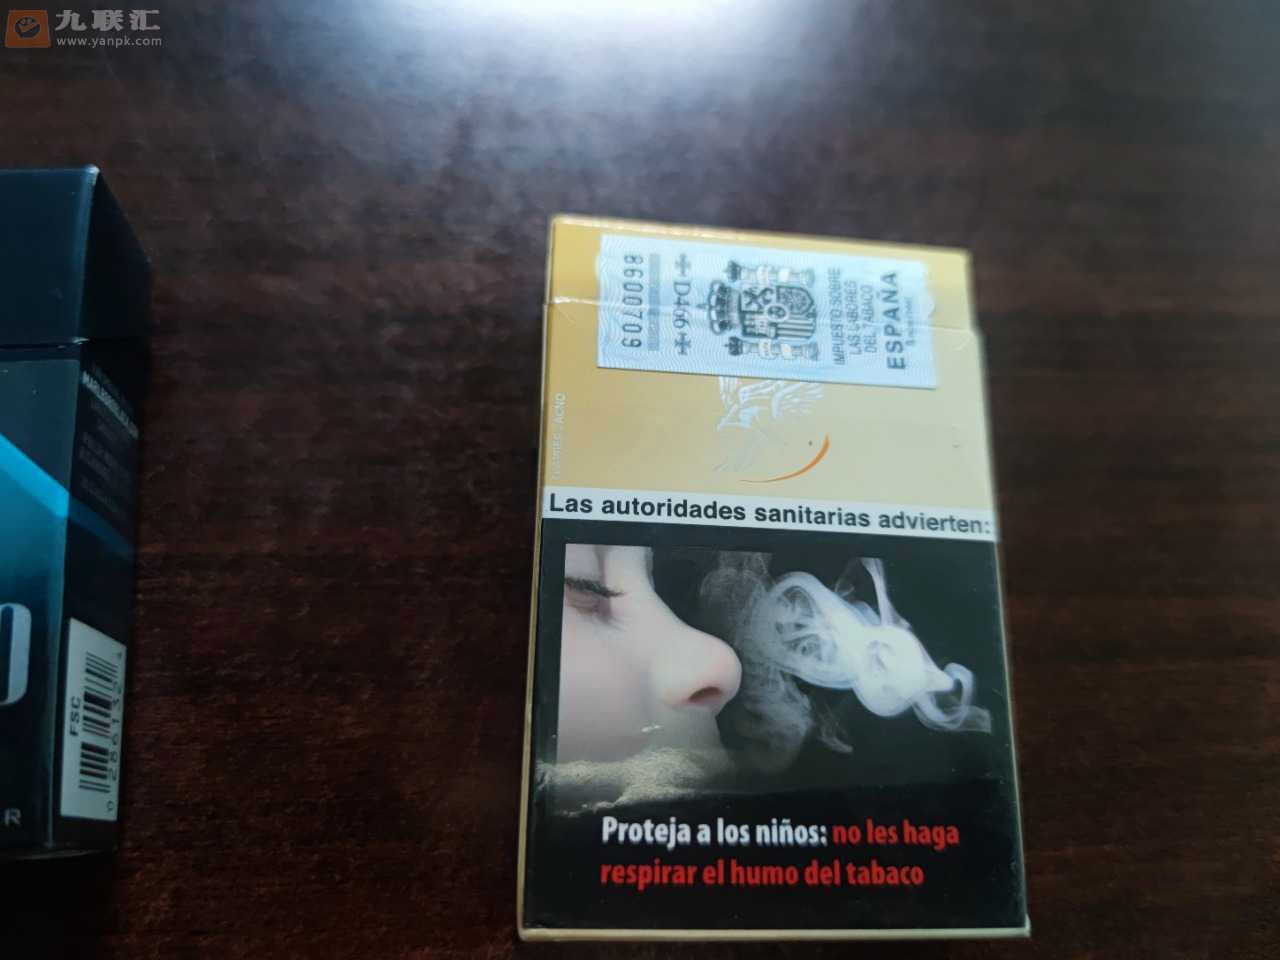 九联汇
www.yanpk.com
6070098
D466
IMPUESTO SOBRE
LAS LABORES
DEL TABACO
ESPAÑA
Las autoridades sanitarias advierten:
Proteja a los niños: no les haga
respirar el humo del tabaco
FSC
R